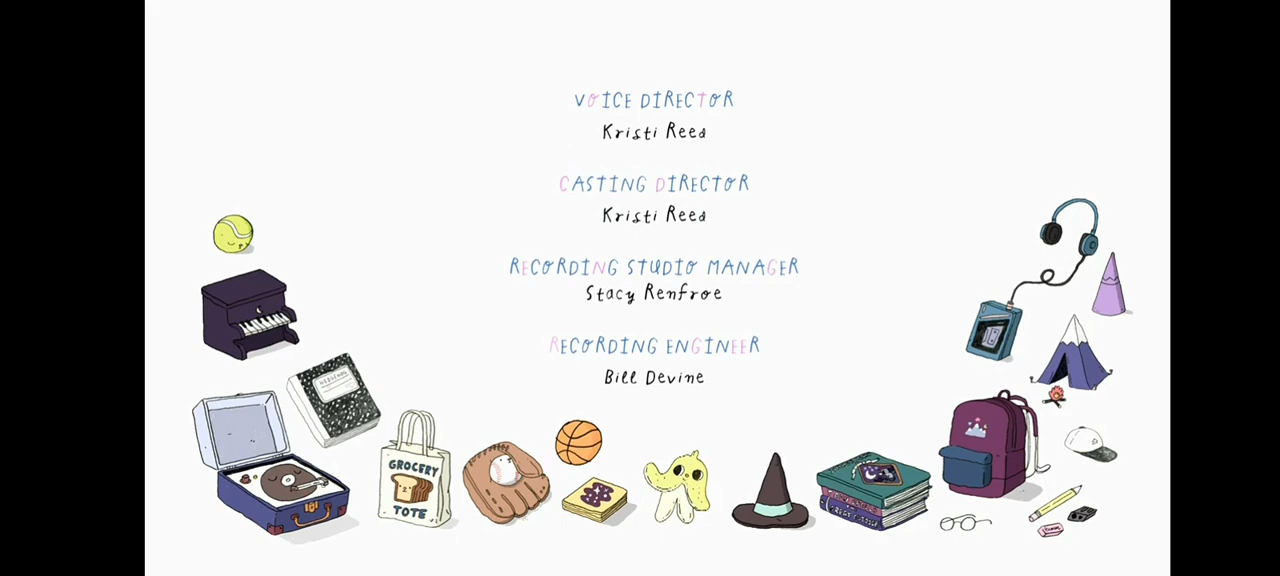 VOICE DIRECTOR
Kristi Reed
CASTING DIRECTOR
Kristi Reed
RECORDING STUDIO MANAGER
Stacy Renfroe
RECORDING ENGINEER
Bill Devine
GROCERY
TOTE